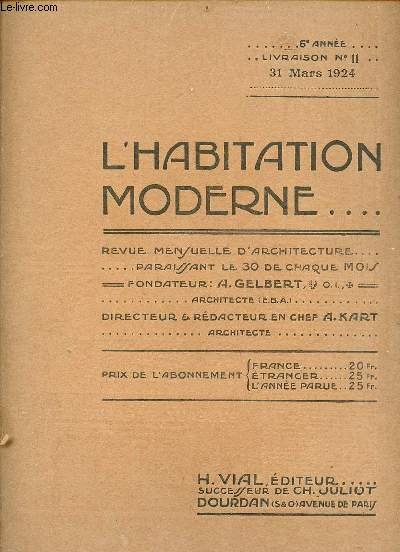 Le-livre.com
6e ANNÉE
LIVRAISON No 11
31 Mars 1924
L'HABITATION
MODERNE....
REVUE MENSUELLE D'ARCHITECTURE....
.....PARAISSANT LE 30 DE CHAQUE MOIS
FONDATEUR: A. GELBERT, O.I.,
ARCHITECTE (E.B.A.)
DIRECTEUR & RÉDACTEUR EN CHEF A. KART
ARCHITECTE
PRIX DE L'ABONNEMENT { FRANCE.........20 Fr.
ÉTRANGER......25 Fr.
L'ANNÉE PARUE..25 Fr.
H. VIAL, ÉDITEUR.....
SUCCESSEUR DE CH. JULIOT
DOURDAN (S&O) AVENUE DE PARIS